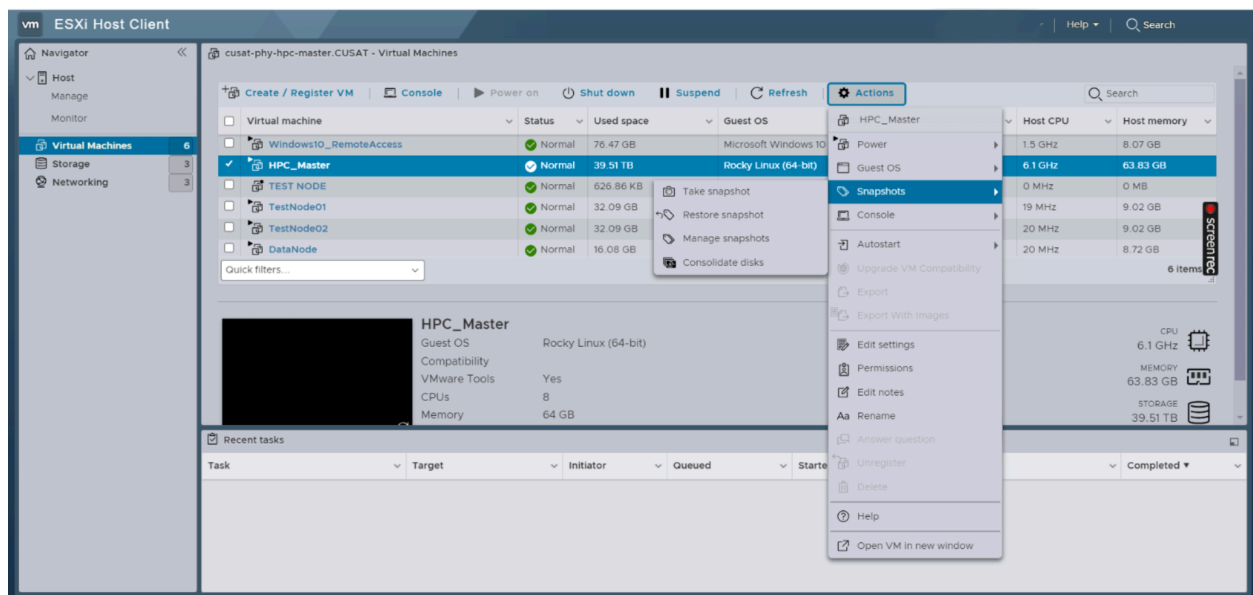 vm ESXi Host Client Help Search
Navigator
cusat-phy-hpc-master.CUSAT - Virtual Machines
Host
Manage
Monitor
Virtual Machines 6
Storage 3
Networking 3
Create / Register VM Console Power on Shut down Suspend Refresh Actions Search
Virtual machine Status Used space Guest OS Host CPU Host memory
Windows10_RemoteAccess Normal 76.47 GB Microsoft Windows 10 1.5 GHz 8.07 GB
HPC_Master Normal 39.51 TB Rocky Linux (64-bit) 6.1 GHz 63.83 GB
TEST NODE Normal 626.86 KB 0 MHz 0 MB
TestNode01 Normal 32.09 GB 19 MHz 9.02 GB
TestNode02 Normal 32.09 GB 20 MHz 9.02 GB
DataNode Normal 16.08 GB 20 MHz 8.72 GB
Quick filters... 6 items
HPC_Master
Power
Guest OS
Snapshots
Console
Autostart
Upgrade VM Compatibility
Export
Export With Images
Edit settings
Permissions
Edit notes
Aa Rename
Answer question
Unregister
Delete
Help
Open VM in new window
Take snapshot
Restore snapshot
Manage snapshots
Consolidate disks
screenrec
HPC_Master
Guest OS Rocky Linux (64-bit)
Compatibility
VMware Tools Yes
CPUs 8
Memory 64 GB
CPU
6.1 GHz
MEMORY
63.83 GB
STORAGE
39.51 TB
Recent tasks
Task Target Initiator Queued Starte Completed